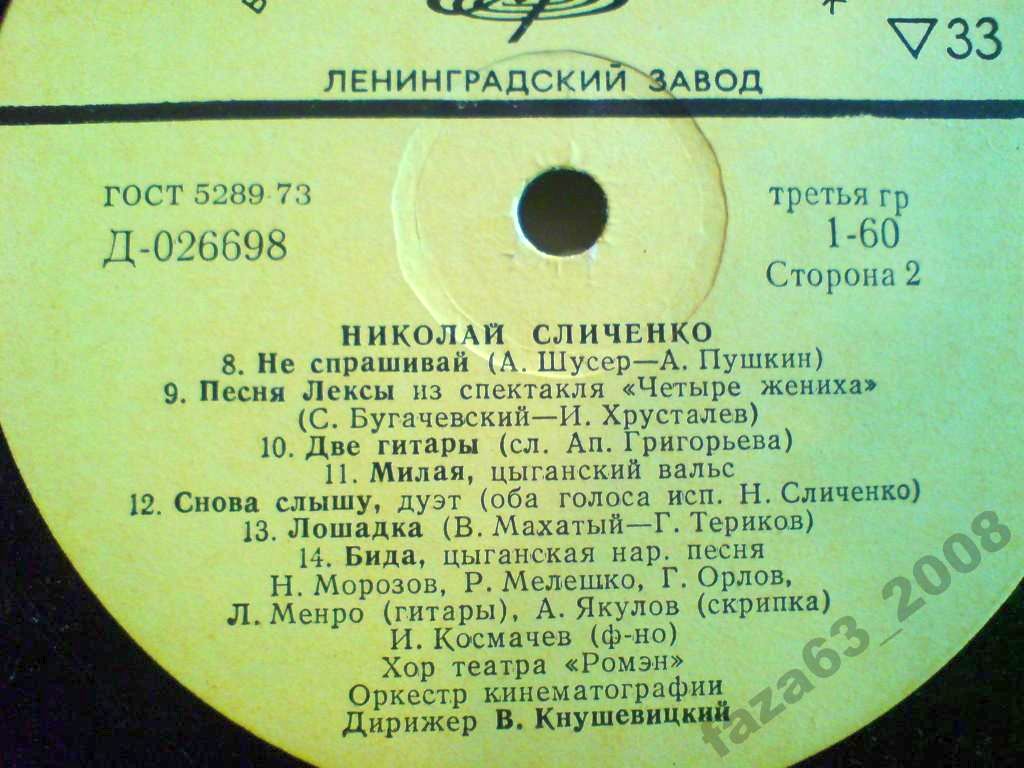 ▽33
ЛЕНИНГРАДСКИЙ ЗАВОД
ГОСТ 5289-73
третья гр
Д-026698
1-60
Сторона 2
НИКОЛАЙ СЛИЧЕНКО
8. Не спрашивай (А. Шусер—А. Пушкин)
9. Песня Лексы из спектакля «Четыре жениха»
(С. Бугачевский—И. Хрусталев)
10. Две гитары (сл. Ап. Григорьева)
11. Милая, цыганский вальс
12. Снова слышу, дуэт (оба голоса исп. Н. Сличенко)
13. Лошадка (В. Махатый—Г. Териков)
14. Бида, цыганская нар. песня
Н. Морозов, Р. Мелешко, Г. Орлов,
Л. Менро (гитары), А. Якулов (скрипка)
И. Космачев (ф-но)
Хор театра «Ромэн»
Оркестр кинематографии
Дирижер В. Кнушевицкий
faza63_2008